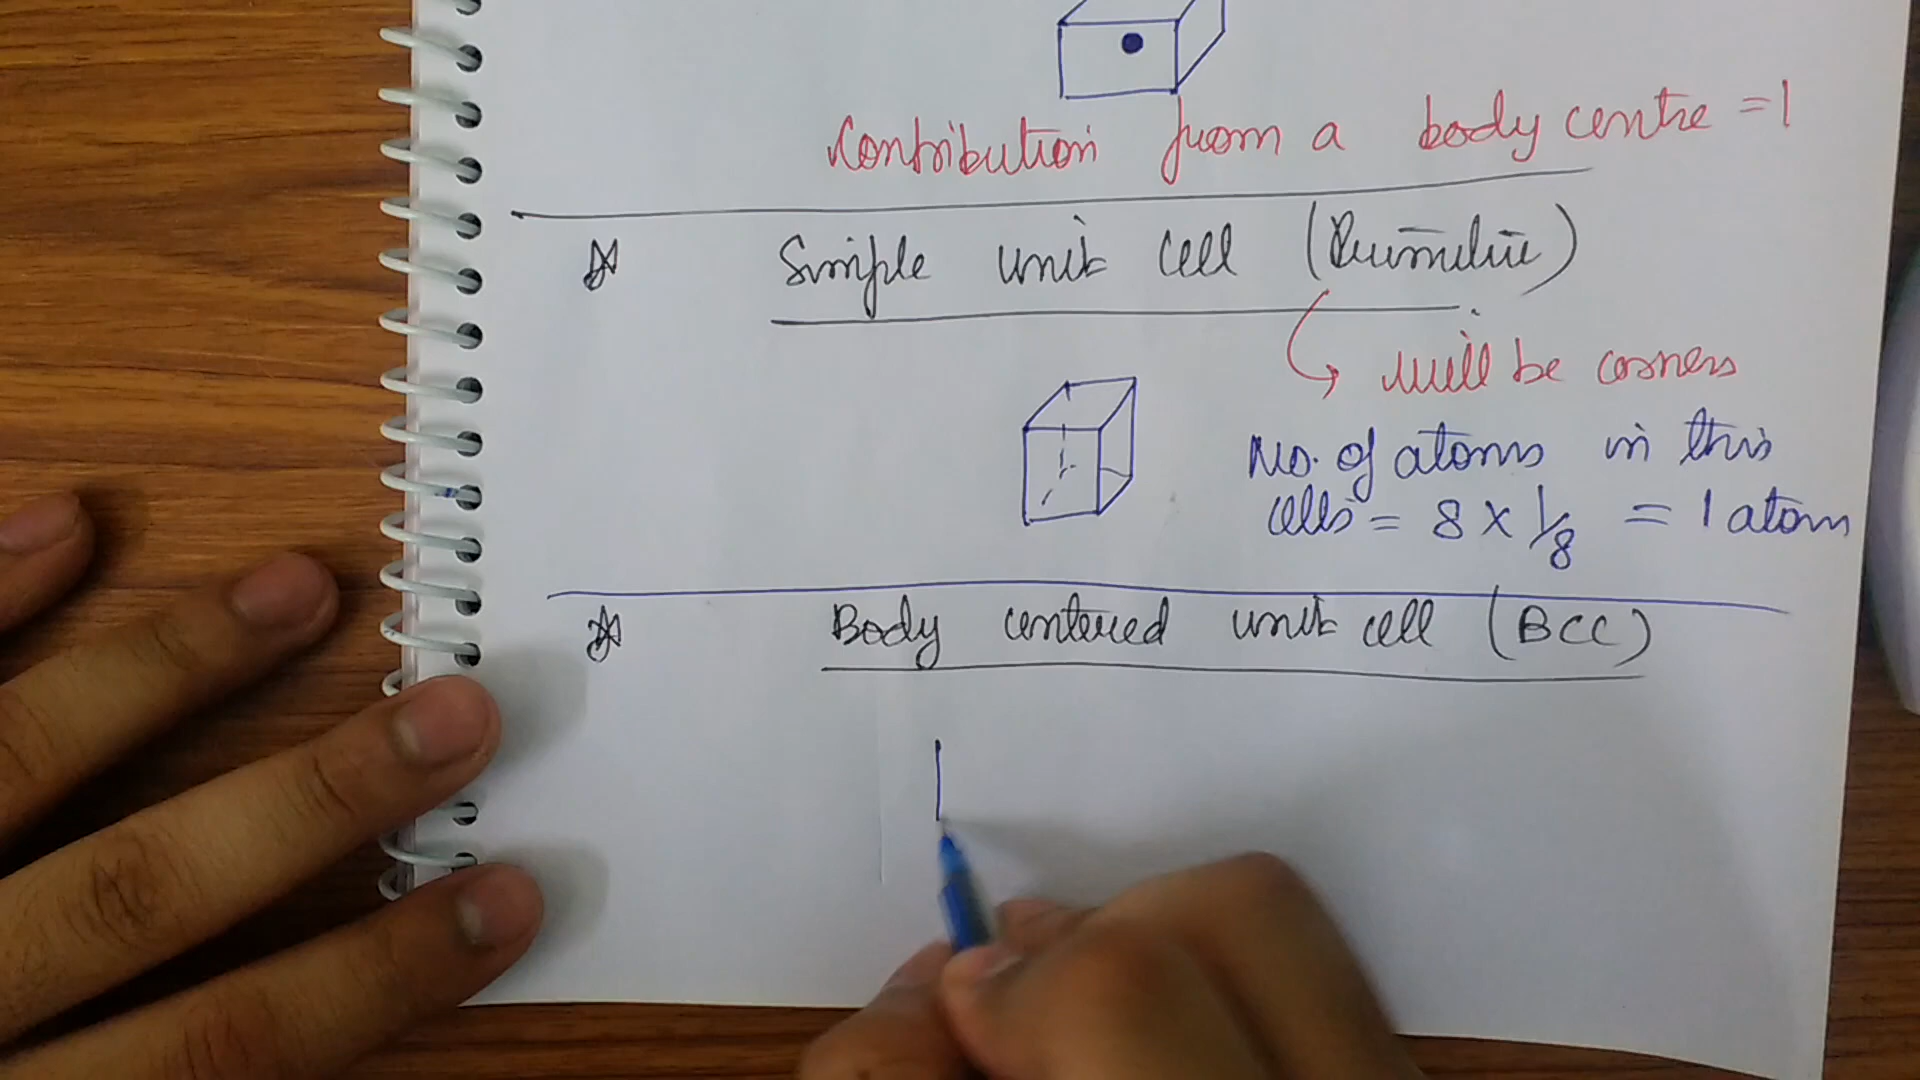 Contribution from a body centre = 1
Simple unit cell (Primitive)
will be corners
No. of atoms in this
cells = 8 x 1/8 = 1 atom
Body centered unit cell (BCC)